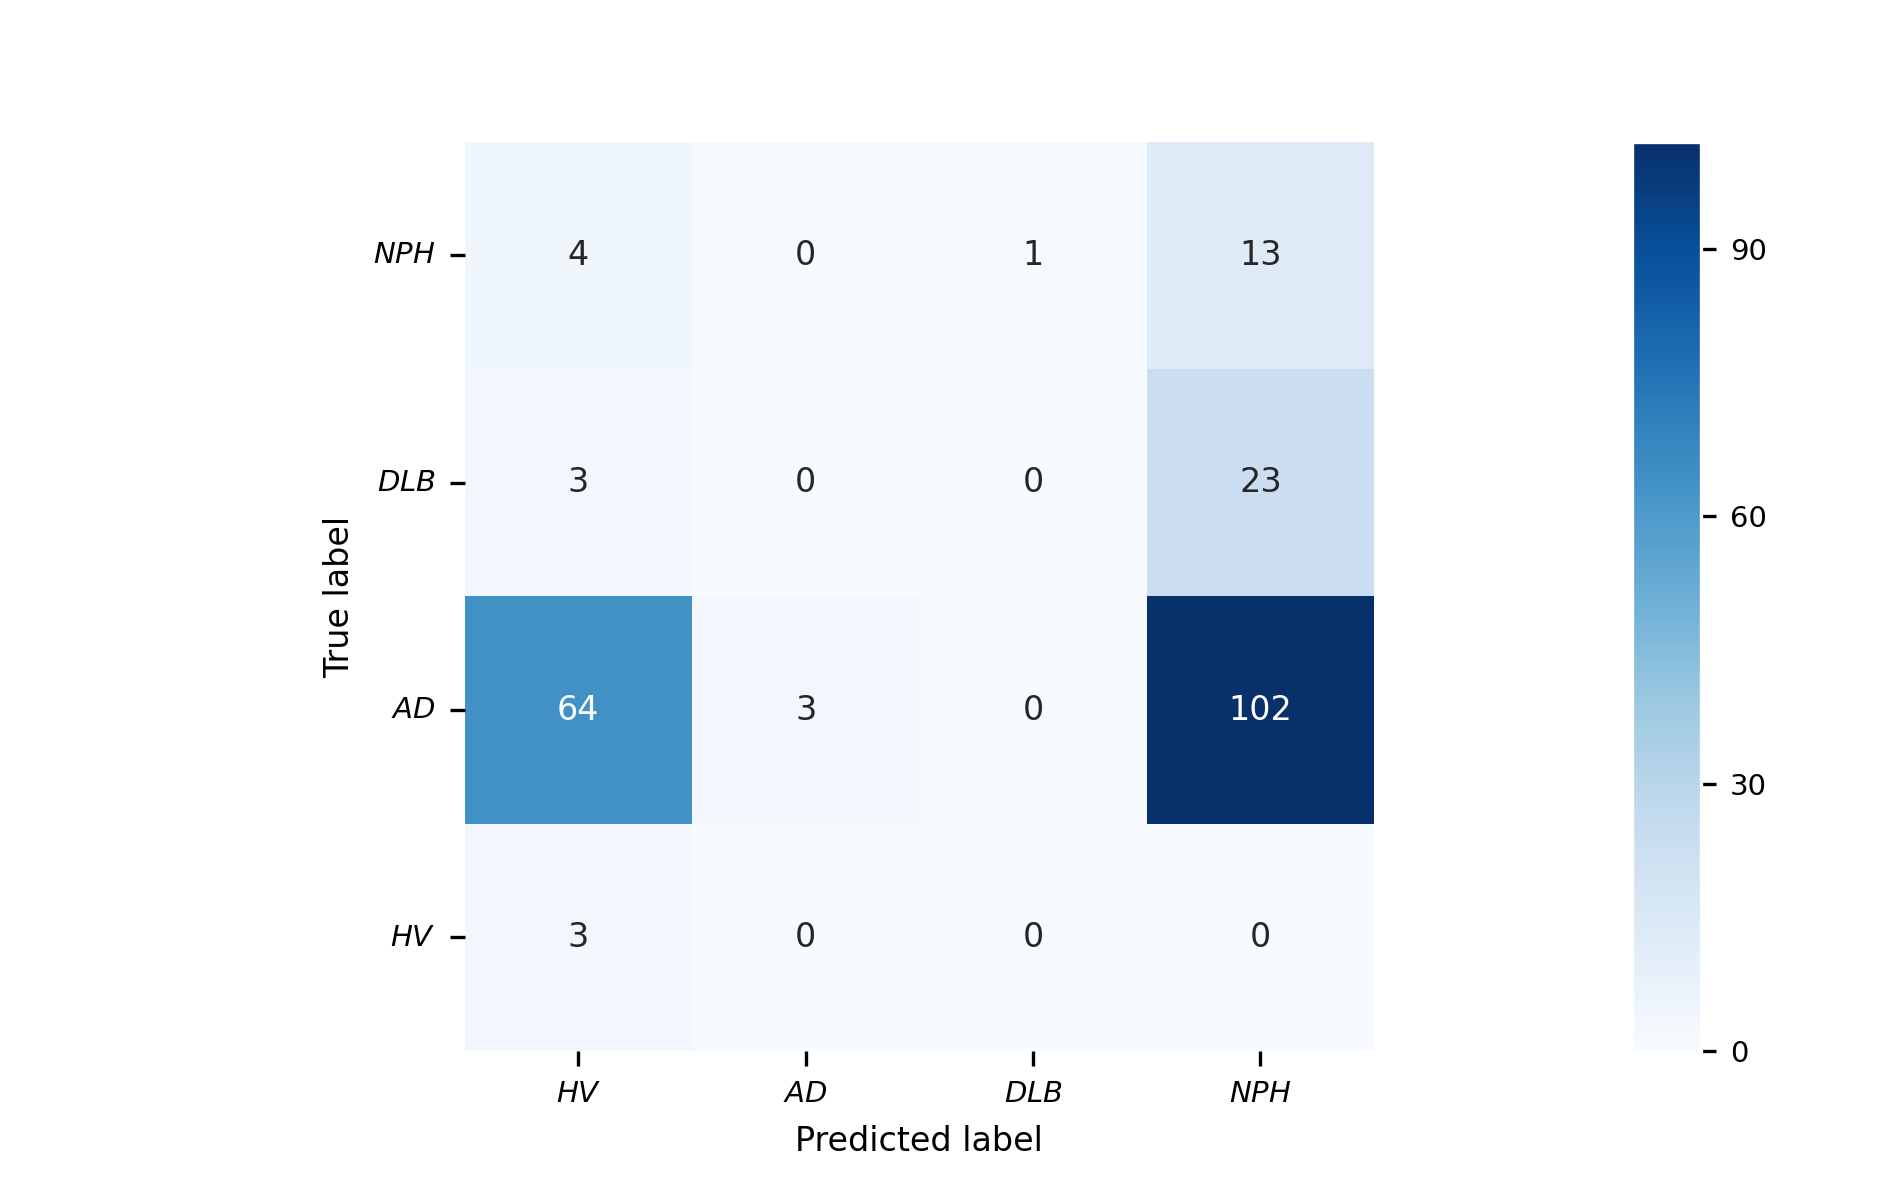 NPH 4 0 1 13
DLB 3 0 0 23
AD 64 3 0 102
HV 3 0 0 0
HV AD DLB NPH
Predicted label
True label
90
60
30
0